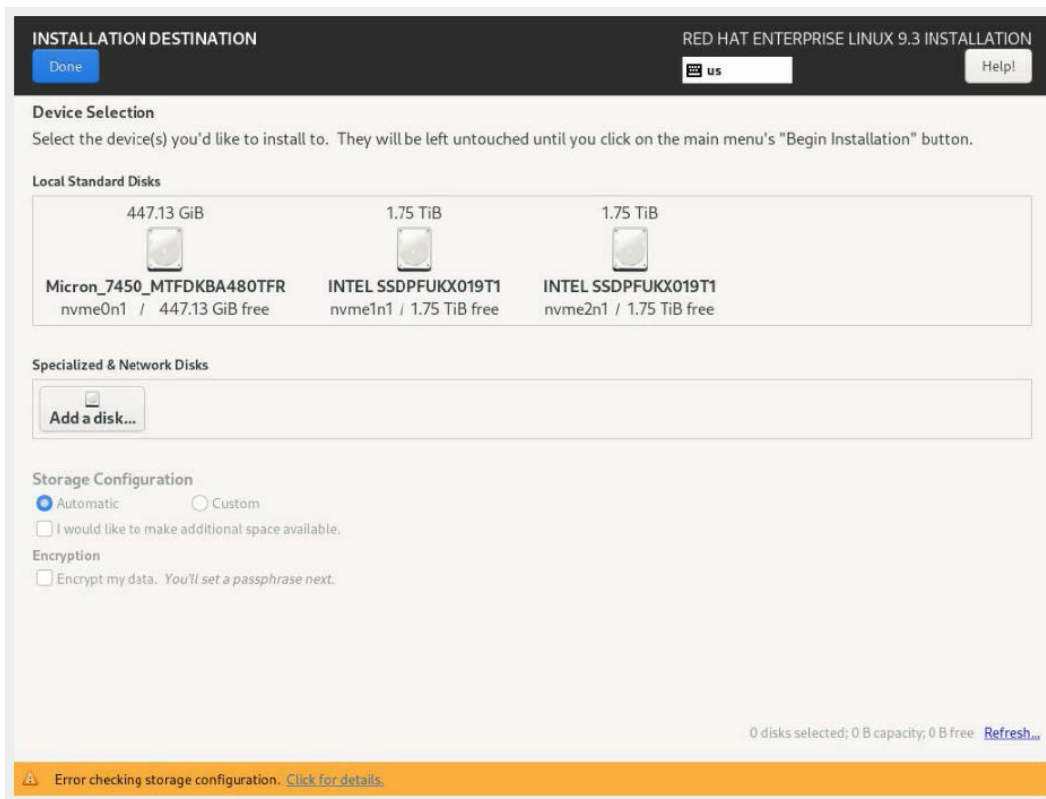 INSTALLATION DESTINATION
RED HAT ENTERPRISE LINUX 9.3 INSTALLATION
Done
us
Help!
Device Selection
Select the device(s) you'd like to install to. They will be left untouched until you click on the main menu's "Begin Installation" button.
Local Standard Disks
447.13 GiB
1.75 TiB
1.75 TiB
Micron_7450_MTFDKBA480TFR
INTEL SSDPFUKX019T1
INTEL SSDPFUKX019T1
nvme0n1 / 447.13 GiB free
nvme1n1 / 1.75 TiB free
nvme2n1 / 1.75 TiB free
Specialized & Network Disks
Add a disk...
Storage Configuration
Automatic
Custom
I would like to make additional space available.
Encryption
Encrypt my data. You'll set a passphrase next.
0 disks selected; 0 B capacity; 0 B free Refresh...
Error checking storage configuration. Click for details.